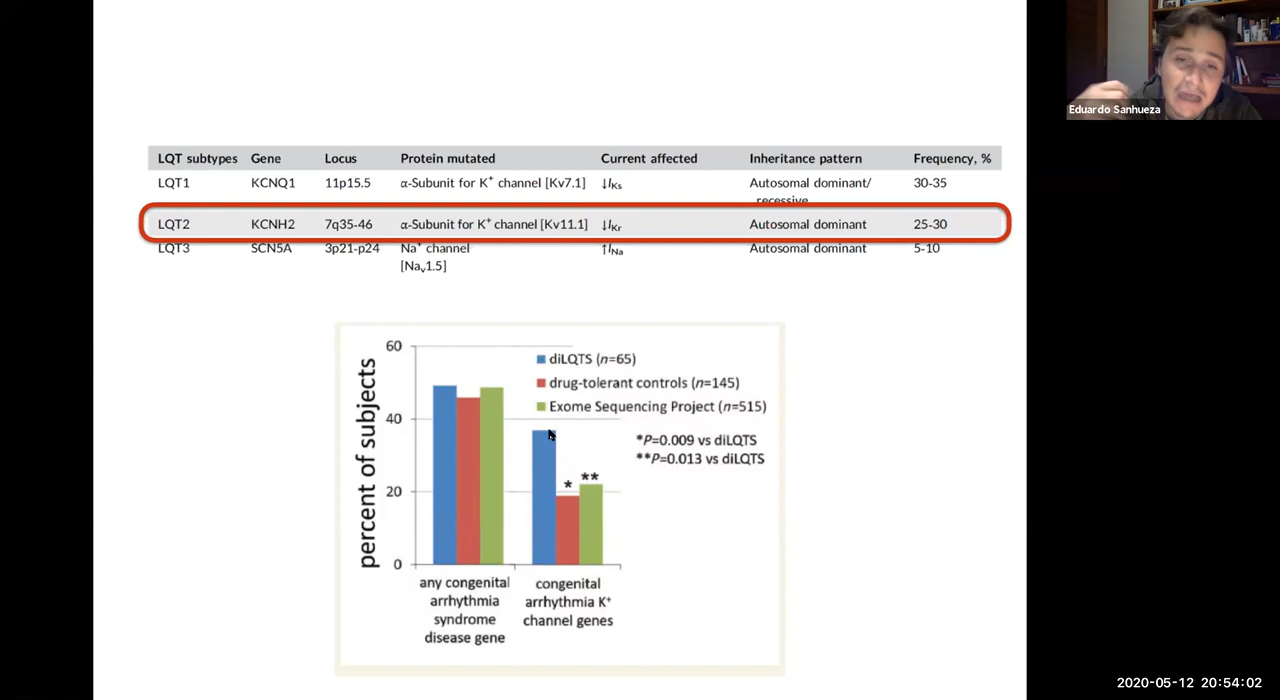 Eduardo Sanhueza
LQT subtypes Gene Locus Protein mutated Current affected Inheritance pattern Frequency, %
LQT1 KCNQ1 11p15.5 α-Subunit for K⁺ channel [Kv7.1] ↓IKs Autosomal dominant/ 30-35
recessive
LQT2 KCNH2 7q35-46 α-Subunit for K⁺ channel [Kv11.1] ↓IKr Autosomal dominant 25-30
LQT3 SCN5A 3p21-p24 Na⁺ channel ↑INa Autosomal dominant 5-10
[Nav1.5]
percent of subjects
60
40
20
0
diLQTS (n=65)
drug-tolerant controls (n=145)
Exome Sequencing Project (n=515)
*P=0.009 vs diLQTS
**P=0.013 vs diLQTS
* **
any congenital
arrhythmia
syndrome
disease gene
congenital
arrhythmia K⁺
channel genes
2020-05-12 20:54:02